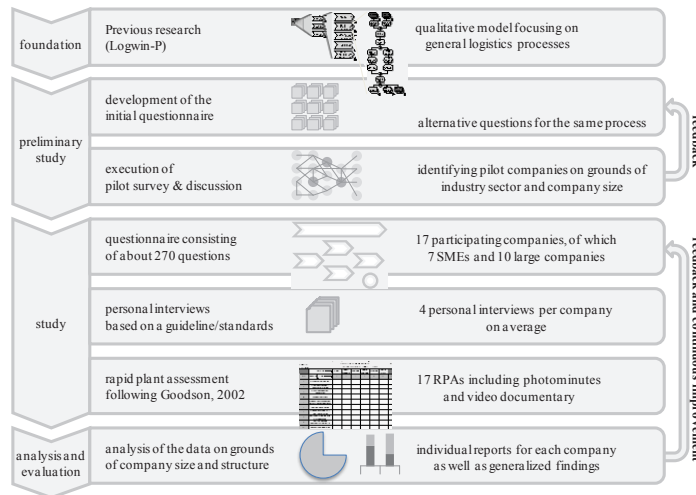 foundation
Previous research
(Logwin-P)
qualitative model focusing on
general logistics processes
preliminary
study
development of the
initial questionnaire
alternative questions for the same process
execution of
pilot survey & discussion
identifying pilot companies on grounds of
industry sector and company size
study
questionnaire consisting
of about 270 questions
17 participating companies, of which
7 SMEs and 10 large companies
personal interviews
based on a guideline/standards
4 personal interviews per company
on average
rapid plant assessment
following Goodson, 2002
17 RPAs including photominutes
and video documentary
analysis and
evaluation
analysis of the data on grounds
of company size and structure
individual reports for each company
as well as generalized findings